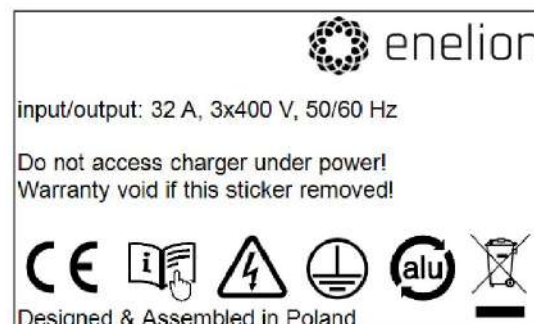 enelion
input/output: 32 A, 3x400 V, 50/60 Hz
Do not access charger under power!
Warranty void if this sticker removed!
CE i alu
Designed & Assembled in Poland